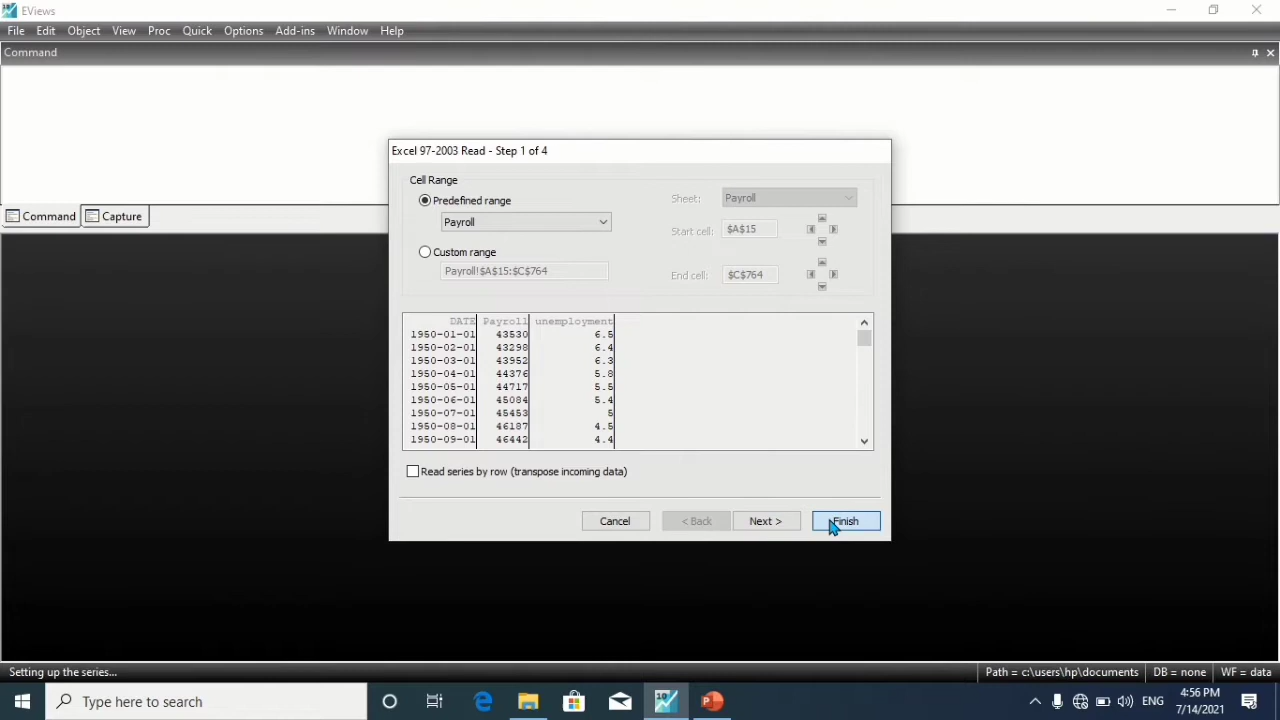 EViews
File Edit Object View Proc Quick Options Add-ins Window Help
Command
Excel 97-2003 Read - Step 1 of 4
Cell Range
Predefined range
Payroll
Custom range
Payroll!$A$15:$C$764
Sheet: Payroll
Start cell: $A$15
End cell: $C$764
Command Capture
DATE Payroll unemployment
1950-01-01 43530 6.5
1950-02-01 43298 6.4
1950-03-01 43952 6.3
1950-04-01 44376 5.8
1950-05-01 44717 5.5
1950-06-01 45084 5.4
1950-07-01 45453 5
1950-08-01 46187 4.5
1950-09-01 46442 4.4
Read series by row (transpose incoming data)
Cancel < Back Next > Finish
Setting up the series... Path = c:\users\hp\documents DB = none WF = data
Type here to search
10
ENG
4:56 PM
7/14/2021